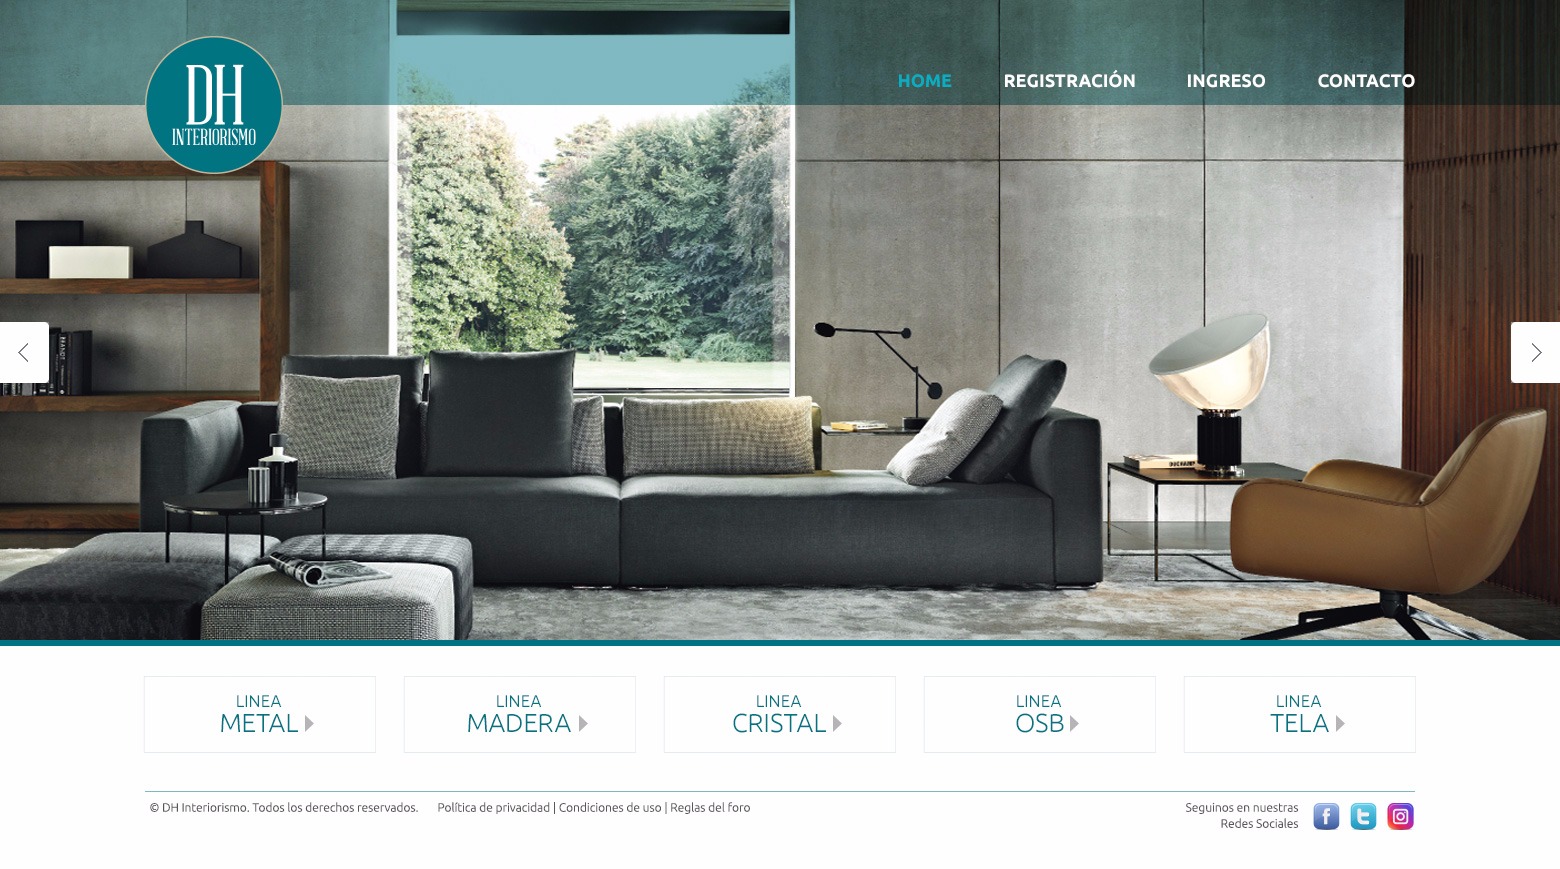 DH
INTERIORISMO
HOME REGISTRACIÓN INGRESO CONTACTO
DUCHAMP
LINEA
METAL
LINEA
MADERA
LINEA
CRISTAL
LINEA
OSB
LINEA
TELA
© DH Interiorismo. Todos los derechos reservados. Política de privacidad | Condiciones de uso | Reglas del foro
Seguinos en nuestras
Redes Sociales